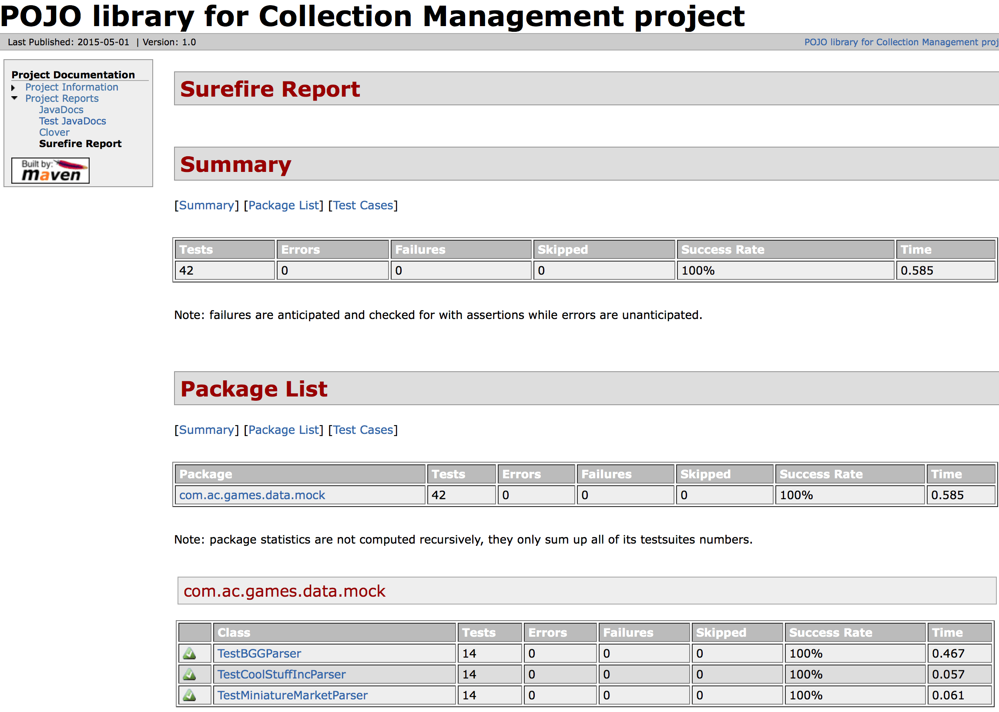 POJO library for Collection Management project
Last Published: 2015-05-01 | Version: 1.0
POJO library for Collection Management proj
Project Documentation
Project Information
Project Reports
JavaDocs
Test JavaDocs
Clover
Surefire Report
Built by:
maven
Surefire Report
Summary
[Summary] [Package List] [Test Cases]
Tests Errors Failures Skipped Success Rate Time
42 0 0 0 100% 0.585
Note: failures are anticipated and checked for with assertions while errors are unanticipated.
Package List
[Summary] [Package List] [Test Cases]
Package Tests Errors Failures Skipped Success Rate Time
com.ac.games.data.mock 42 0 0 0 100% 0.585
Note: package statistics are not computed recursively, they only sum up all of its testsuites numbers.
com.ac.games.data.mock
Class Tests Errors Failures Skipped Success Rate Time
TestBGGParser 14 0 0 0 100% 0.467
TestCoolStuffIncParser 14 0 0 0 100% 0.057
TestMiniatureMarketParser 14 0 0 0 100% 0.061